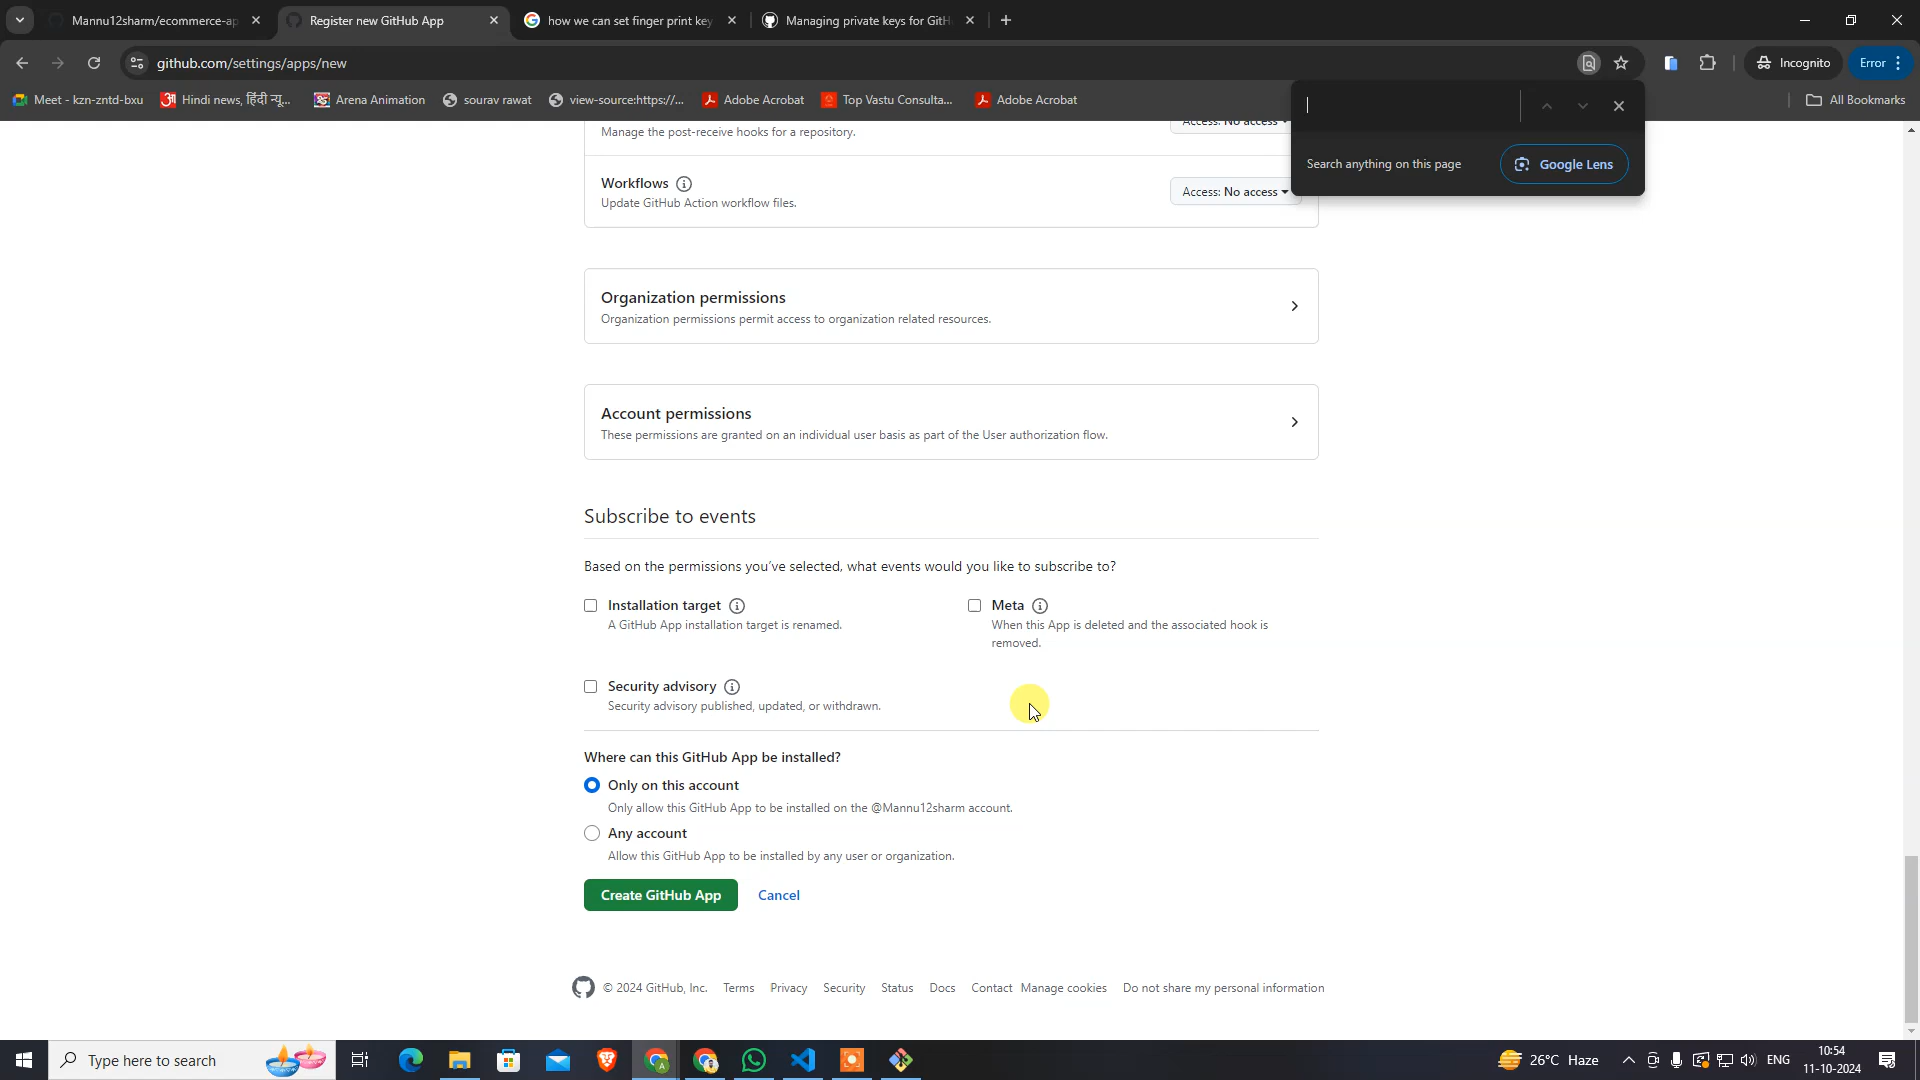 Mannu12sharm/ecommerce-ap
Register new GitHub App
how we can set finger print key
Managing private keys for GitH
github.com/settings/apps/new
Incognito
Error
Meet - kzn-zntd-bxu
Hindi news, हिंदी न्यू...
Arena Animation
sourav rawat
view-source:https://...
Adobe Acrobat
Top Vastu Consulta...
Adobe Acrobat
All Bookmarks
Search anything on this page
Google Lens
Manage the post-receive hooks for a repository.
Access: No access
Workflows
Update GitHub Action workflow files.
Access: No access
Organization permissions
Organization permissions permit access to organization related resources.
Account permissions
These permissions are granted on an individual user basis as part of the User authorization flow.
Subscribe to events
Based on the permissions you've selected, what events would you like to subscribe to?
Installation target
A GitHub App installation target is renamed.
Meta
When this App is deleted and the associated hook is
removed.
Security advisory
Security advisory published, updated, or withdrawn.
Where can this GitHub App be installed?
Only on this account
Only allow this GitHub App to be installed on the @Mannu12sharm account.
Any account
Allow this GitHub App to be installed by any user or organization.
Create GitHub App
Cancel
© 2024 GitHub, Inc. Terms Privacy Security Status Docs Contact Manage cookies Do not share my personal information
Type here to search
26°C Haze
ENG
10:54
11-10-2024